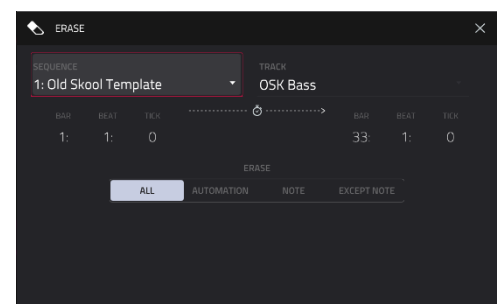 ERASE
SEQUENCE TRACK
1: Old Skool Template OSK Bass
BAR BEAT TICK BAR BEAT TICK
1: 1: 0 33: 1: 0
ERASE
ALL AUTOMATION NOTE EXCEPT NOTE